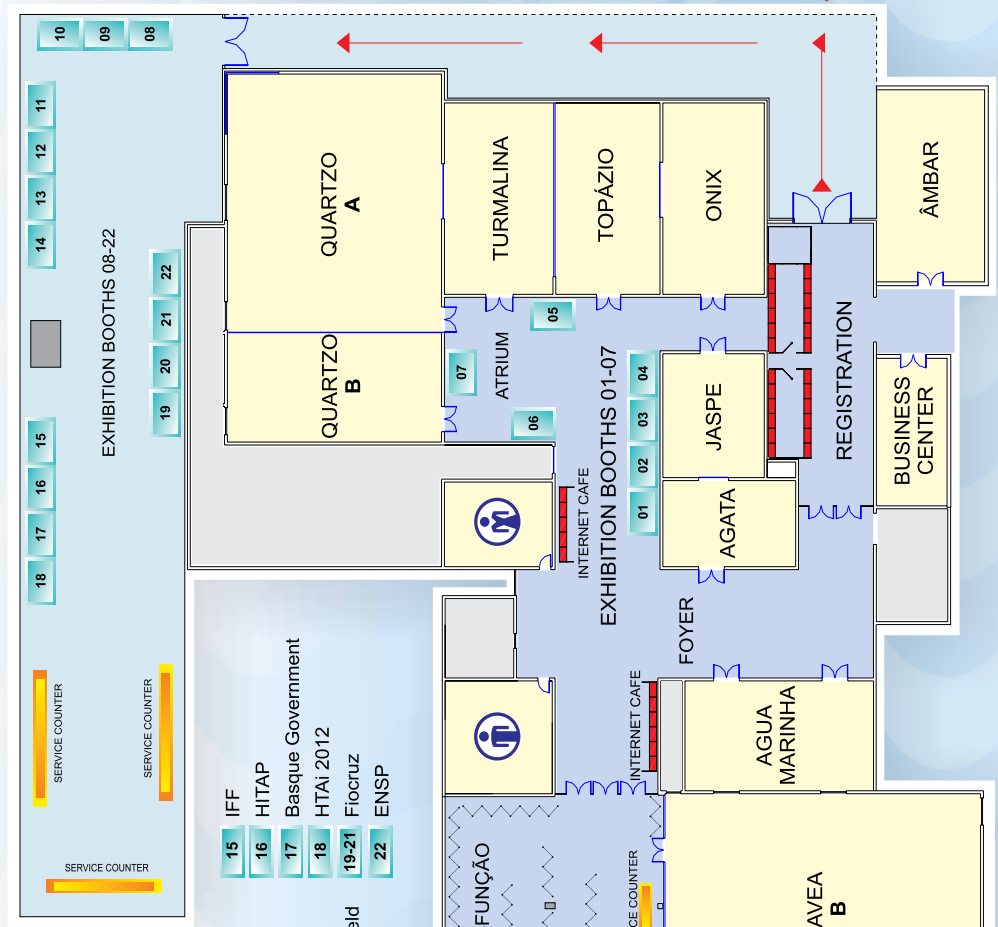 10
09
08
11
12
13
14
EXHIBITION BOOTHS 08-22
22
21
20
19
15
16
17
18
QUARTZO
A
QUARTZO
B
TURMALINA
TOPÁZIO
ONIX
ÂMBAR
05
07
06
ATRIUM
04
03
02
01
JASPE
AGATA
REGISTRATION
BUSINESS
CENTER
INTERNET CAFE
EXHIBITION BOOTHS 01-07
FOYER
INTERNET CAFE
AGUA
MARINHA
SERVICE COUNTER
SERVICE COUNTER
SERVICE COUNTER
15 IFF
16 HITAP
17 Basque Government
18 HTAi 2012
19-21 Fiocruz
22 ENSP
eld
FUNÇÃO
CE COUNTER
AVEA
B